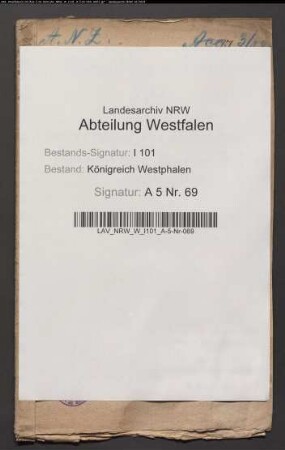 A.N.L.
Landesarchiv NRW
Abteilung Westfalen
Bestands-Signatur: I 101
Bestand: Königreich Westphalen
Signatur: A 5 Nr. 69
LAV_NRW_W_I101_A-5-Nr-069